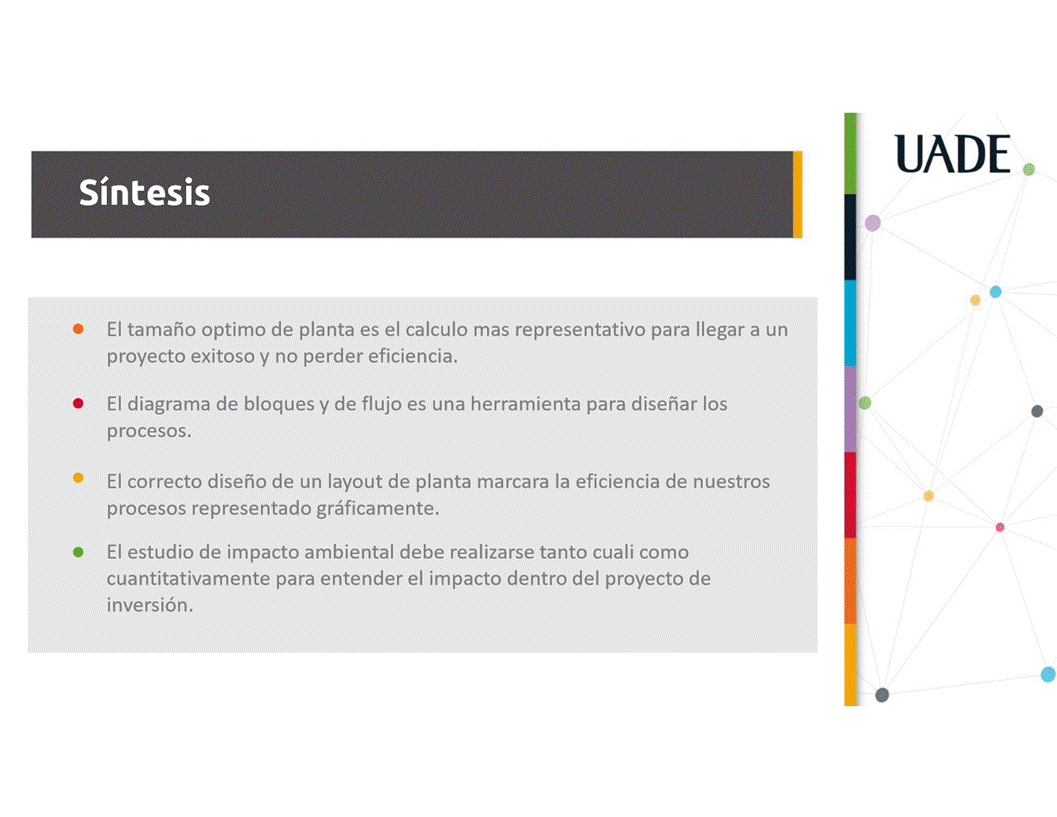 UADE
Síntesis
El tamaño optimo de planta es el calculo mas representativo para llegar a un
proyecto exitoso y no perder eficiencia.
El diagrama de bloques y de flujo es una herramienta para diseñar los
procesos.
El correcto diseño de un layout de planta marcara la eficiencia de nuestros
procesos representado gráficamente.
El estudio de impacto ambiental debe realizarse tanto cuali como
cuantitativamente para entender el impacto dentro del proyecto de
inversión.